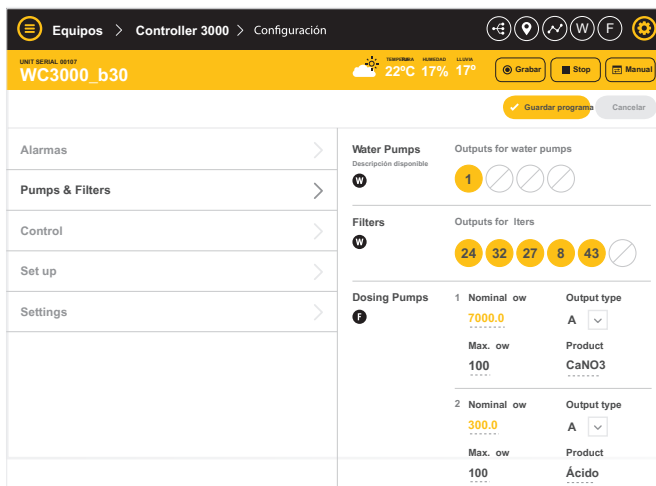 Equipos > Controller 3000 > Configuración
W F
UNIT SERIAL 00107
WC3000_b30
TEMPERATURA HUMEDAD LLUVIA
22ºC 17% 17º
Grabar Stop Manual
Guardar programa Cancelar
Alarmas
Pumps & Filters
Control
Set up
Settings
Water Pumps
Descripción disponible
W
Outputs for water pumps
1
Filters
W
Outputs for lters
24 32 27 8 43
Dosing Pumps
F
1 Nominal ow Output type
7000.0 A
Max. ow Product
100 CaNO3
2 Nominal ow Output type
300.0 A
Max. ow Product
100 Ácido